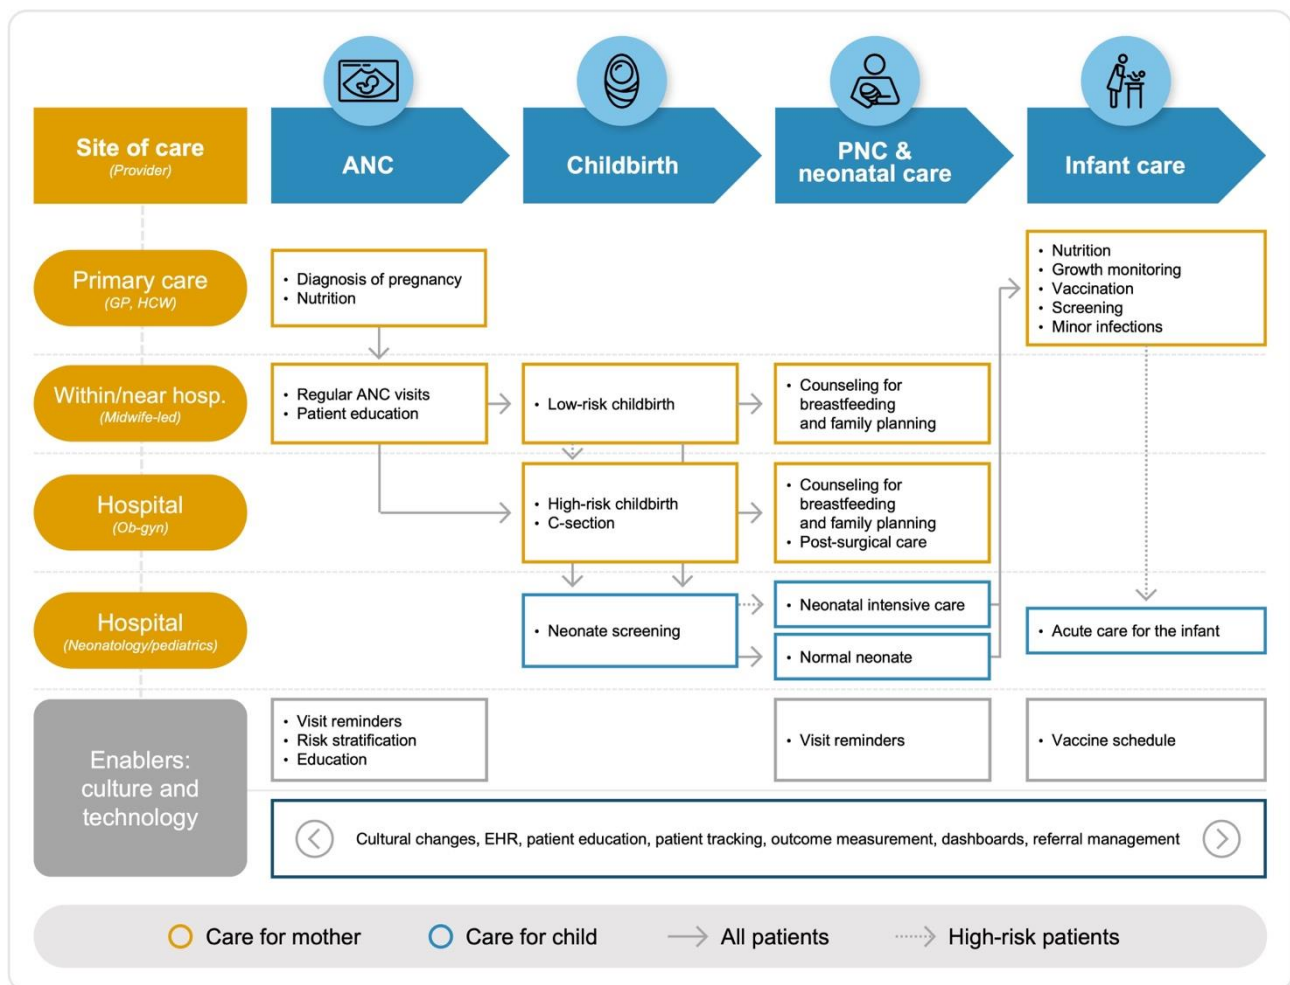 Site of care
(Provider)
ANC
Childbirth
PNC &
neonatal care
Infant care
Primary care
(GP, HCW)
• Diagnosis of pregnancy
• Nutrition
• Nutrition
• Growth monitoring
• Vaccination
• Screening
• Minor infections
Within/near hosp.
(Midwife-led)
• Regular ANC visits
• Patient education
• Low-risk childbirth
• Counseling for
breastfeeding
and family planning
Hospital
(Ob-gyn)
• High-risk childbirth
• C-section
• Counseling for
breastfeeding
and family planning
• Post-surgical care
Hospital
(Neonatology/pediatrics)
• Neonate screening
• Neonatal intensive care
• Normal neonate
• Acute care for the infant
Enablers:
culture and
technology
• Visit reminders
• Risk stratification
• Education
• Visit reminders
• Vaccine schedule
Cultural changes, EHR, patient education, patient tracking, outcome measurement, dashboards, referral management
Care for mother
Care for child
All patients
High-risk patients